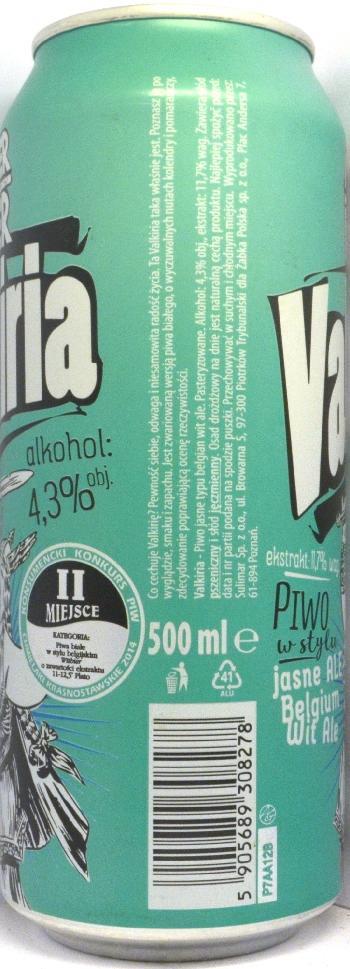 ria
alkohol:
4,3% obj.
KONSUMENCKI KONKURS PIW
II
MIEJSCE
KATEGORIA:
Piwa białe
w stylu belgijskim
Witbier
o zawartości ekstraktu
11-12,5° Plato
CHMIELAKI KRASNOSTAWSKIE 2014
Co cechuje Valkirię? Pewność siebie, odwaga i niesamowita radość życia. Ta Valkiria taka właśnie jest. Poznasz ją po
wyglądzie, smaku i zapachu. Jest zwariowaną wersją piwa białego, o wyczuwalnych nutach kolendry i pomarańczy,
zdecydowanie poprawiającą ocenę rzeczywistości.
Valkiria – Piwo jasne typu belgian wit ale. Pasteryzowane. Alkohol: 4,3% obj., ekstrakt: 11,7% wag. Zawiera słód
pszeniczny i słód jęczmienny. Osad drożdżowy na dnie jest naturalną cechą produktu. Najlepiej spożyć przed:
data i nr partii podana na spodzie puszki. Przechowywać w suchym i chłodnym miejscu. Wyprodukowano przez:
Sulimar Sp. z o.o., ul. Browarna 5, 97-300 Piotrków Trybunalski dla Żabka Polska sp. z o.o., Plac Andersa 7,
61-894 Poznań.
500 ml e
41
ALU
5 905689 308278
P7AA12B
Va
ekstrakt: 11,7% wag
PIWO
w stylu
jasne ALE
Belgium
Wit Ale